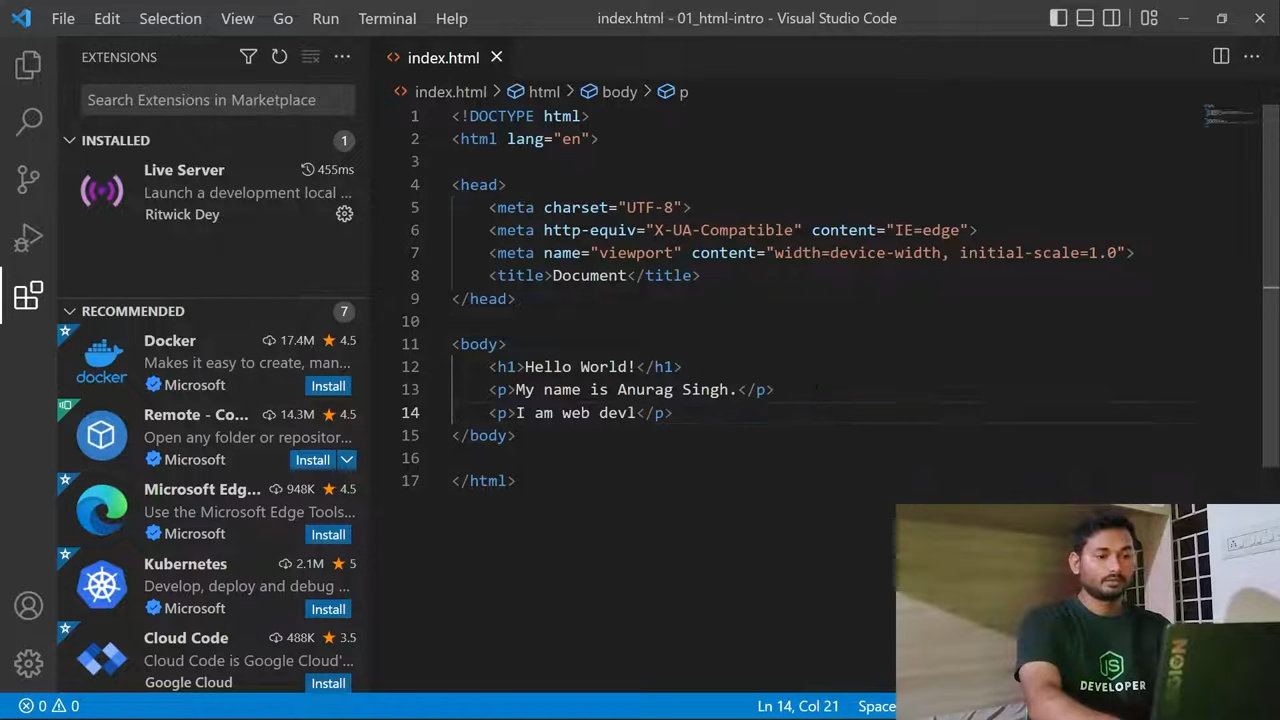 File Edit Selection View Go Run Terminal Help index.html - 01_html-intro - Visual Studio Code
EXTENSIONS
Search Extensions in Marketplace
INSTALLED 1
Live Server 455ms
Launch a development local ...
Ritwick Dey
RECOMMENDED 7
Docker 17.4M 4.5
Makes it easy to create, man...
docker
Microsoft Install
Remote - Co... 14.3M 4.5
Open any folder or repositor...
Microsoft Install
Microsoft Edg... 948K 4.5
Use the Microsoft Edge Tools...
Microsoft Install
Kubernetes 2.1M 5
Develop, deploy and debug ...
Microsoft Install
Cloud Code 488K 3.5
Cloud Code is Google Cloud'...
Google Cloud Install
index.html
index.html > html > body > p
1 <!DOCTYPE html>
2 <html lang="en">
3
4 <head>
5 <meta charset="UTF-8">
6 <meta http-equiv="X-UA-Compatible" content="IE=edge">
7 <meta name="viewport" content="width=device-width, initial-scale=1.0">
8 <title>Document</title>
9 </head>
10
11 <body>
12 <h1>Hello World!</h1>
13 <p>My name is Anurag Singh.</p>
14 <p>I am web devl</p>
15 </body>
16
17 </html>
JS
DEVELOPER
0 0 Ln 14, Col 21 Space